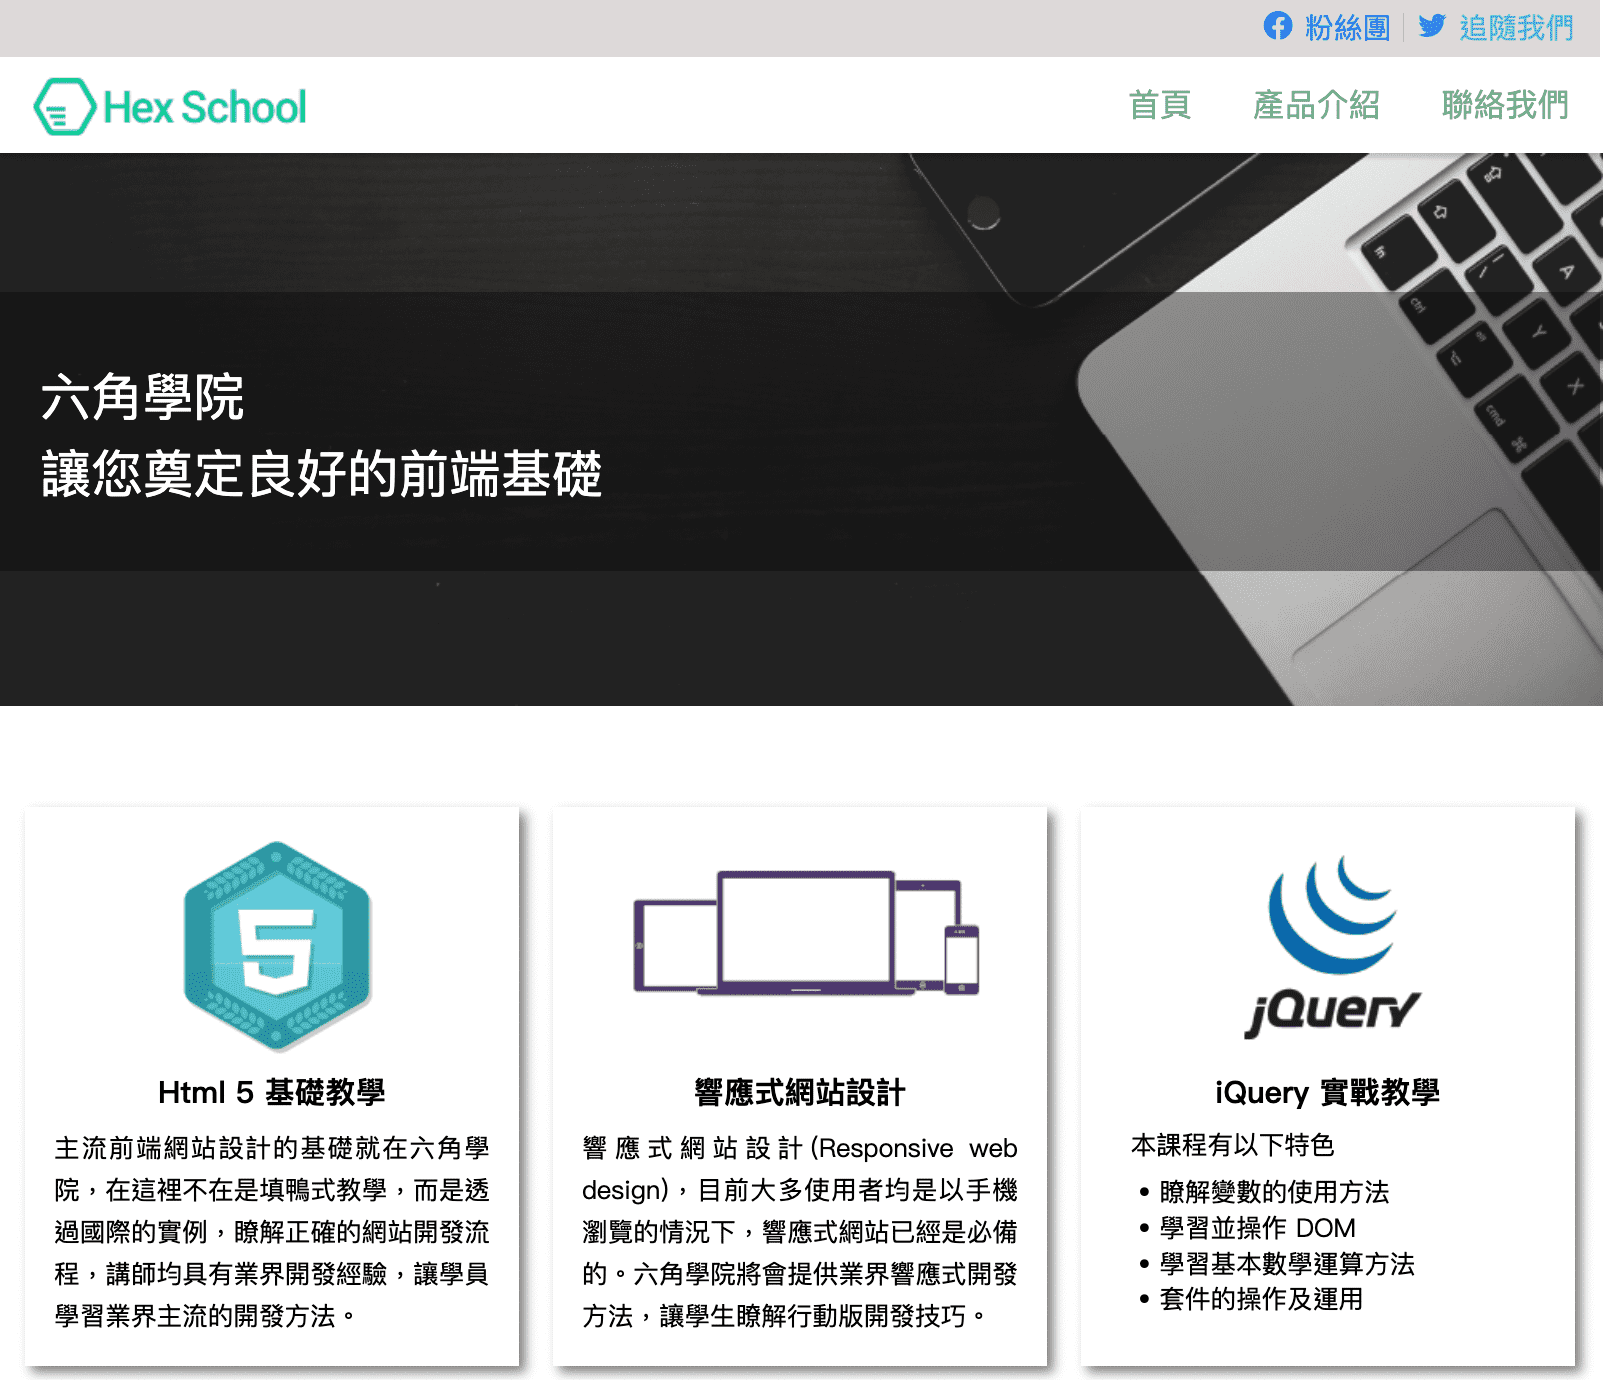 粉絲團 追隨我們
Hex School
首頁 產品介紹 聯絡我們
fn
A
ctrl
Y
X
cmd
六角學院
讓您奠定良好的前端基礎
5
jQuery
Html 5 基礎教學
主流前端網站設計的基礎就在六角學
院，在這裡不在是填鴨式教學，而是透
過國際的實例，瞭解正確的網站開發流
程，講師均具有業界開發經驗，讓學員
學習業界主流的開發方法。
響應式網站設計
響應式網站設計(Responsive web
design)，目前大多使用者均是以手機
瀏覽的情況下，響應式網站已經是必備
的。六角學院將會提供業界響應式開發
方法，讓學生瞭解行動版開發技巧。
iQuery 實戰教學
本課程有以下特色
• 瞭解變數的使用方法
• 學習並操作 DOM
• 學習基本數學運算方法
• 套件的操作及運用